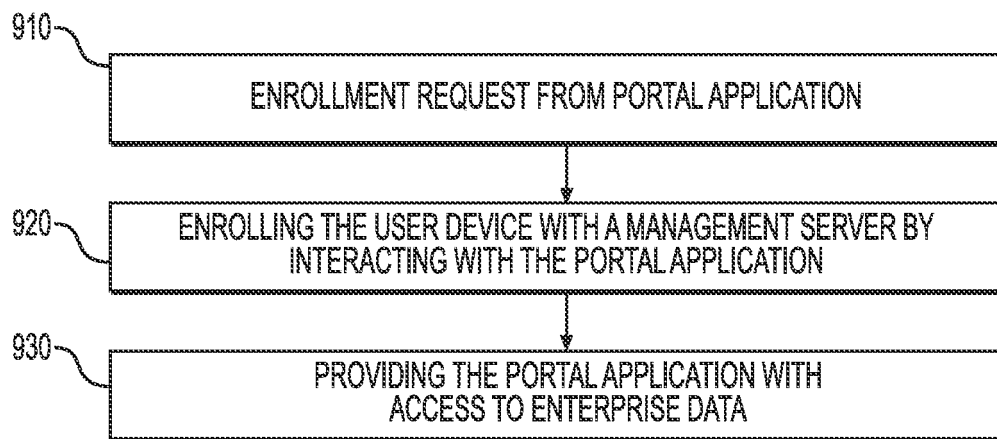 910
ENROLLMENT REQUEST FROM PORTAL APPLICATION
920
ENROLLING THE USER DEVICE WITH A MANAGEMENT SERVER BY
INTERACTING WITH THE PORTAL APPLICATION
930
PROVIDING THE PORTAL APPLICATION WITH
ACCESS TO ENTERPRISE DATA